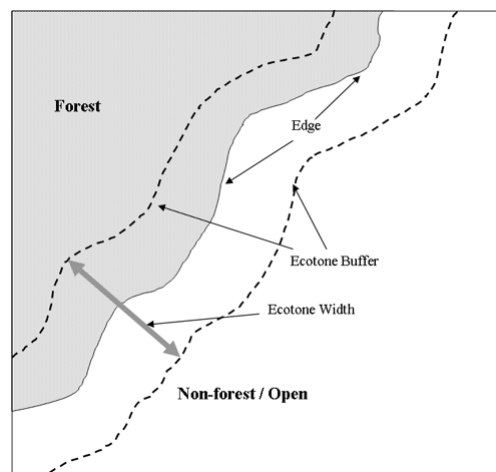 Forest
Edge
Ecotone Buffer
Ecotone Width
Non-forest / Open